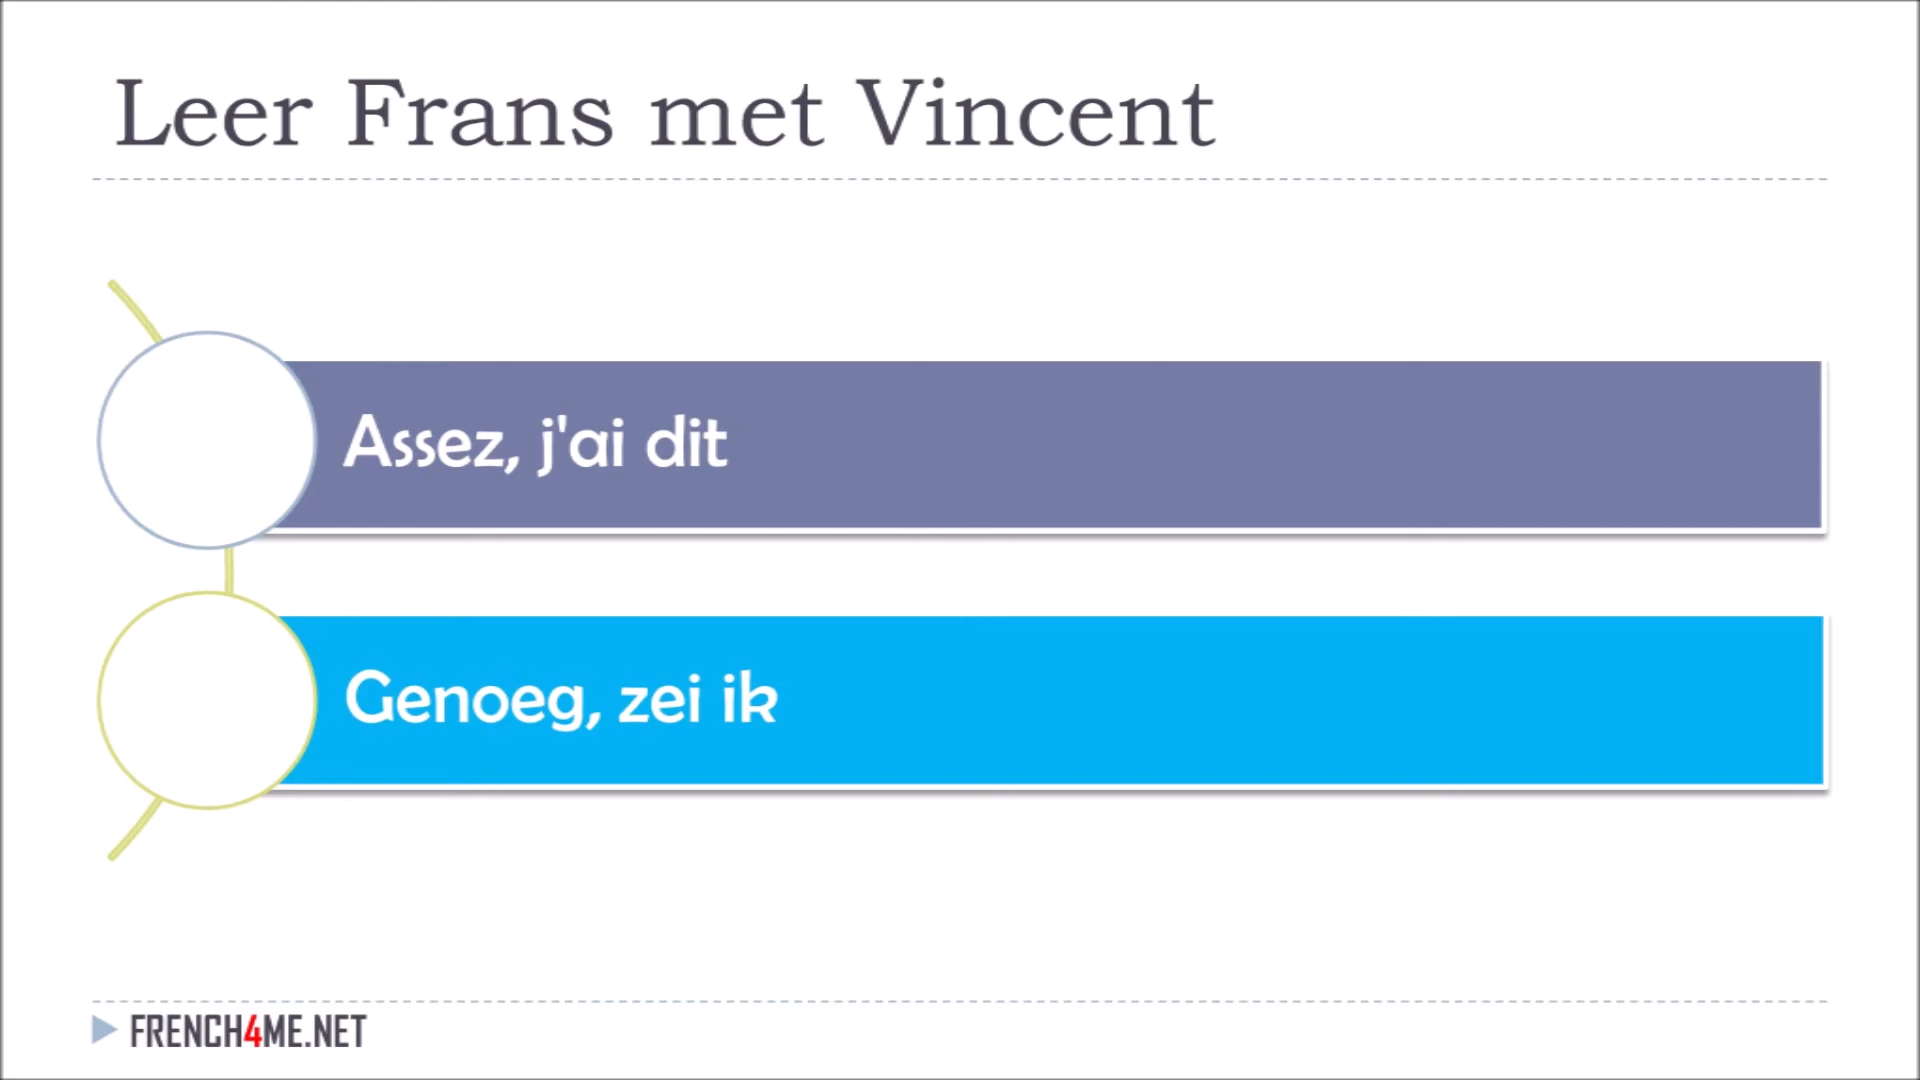 Leer Frans met Vincent
Assez, j'ai dit
Genoeg, zei ik
FRENCH4ME.NET